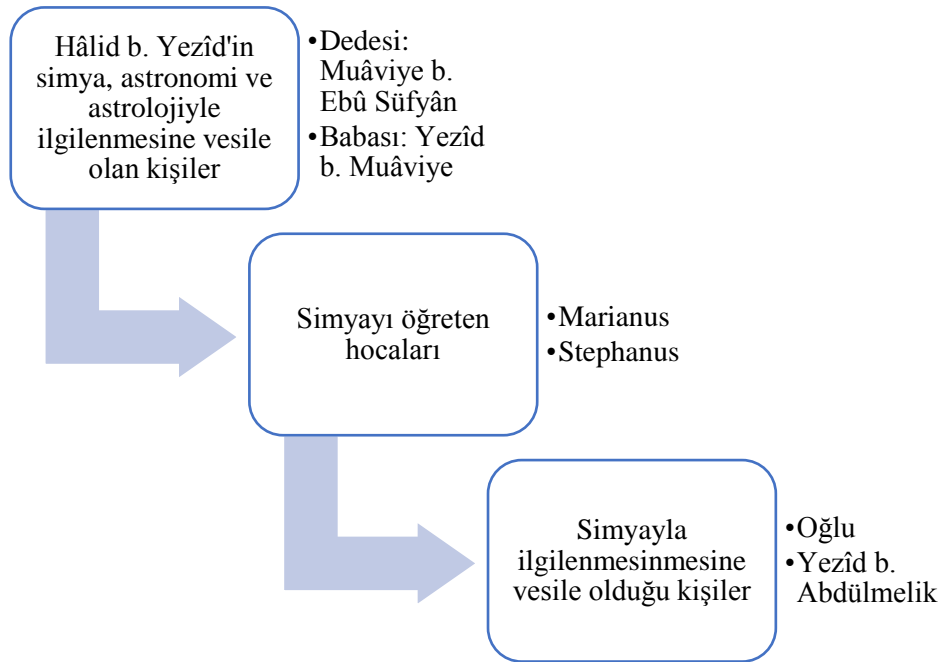 Hâlid b. Yezîd'in
simya, astronomi ve
astrolojiyle
ilgilenmesine vesile
olan kişiler
•Dedesi:
Muâviye b.
Ebû Süfyân
•Babası: Yezîd
b. Muâviye
Simyayı öğreten
hocaları
•Marianus
•Stephanus
Simyayla
ilgilenmesinmesine
vesile olduğu kişiler
•Oğlu
•Yezîd b.
Abdülmelik